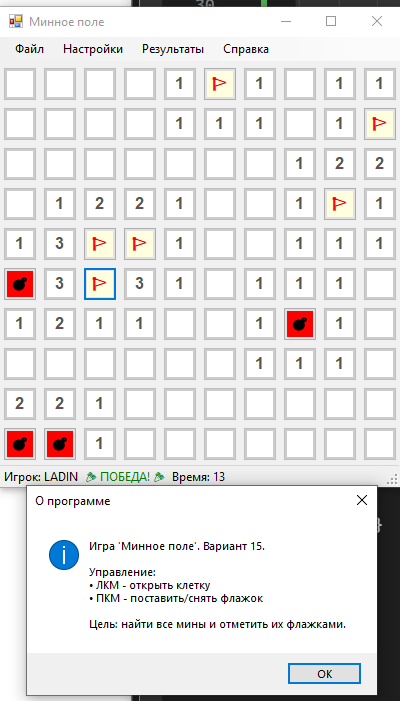 30
Минное поле
Файл Настройки Результаты Справка
1 1 1 1
1 1 1 1
1 2 2
1 2 2 1 1 1
1 3 1 1 1 1
3 3 1 1 1 1
1 2 1 1 1 1
1 1 1
2 2 1
1
Игрок: LADIN ПОБЕДА! Время: 13
О программе
}
Игра 'Минное поле'. Вариант 15.
Управление:
• ЛКМ - открыть клетку
• ПКМ - поставить/снять флажок
Цель: найти все мины и отметить их флажками.
OK